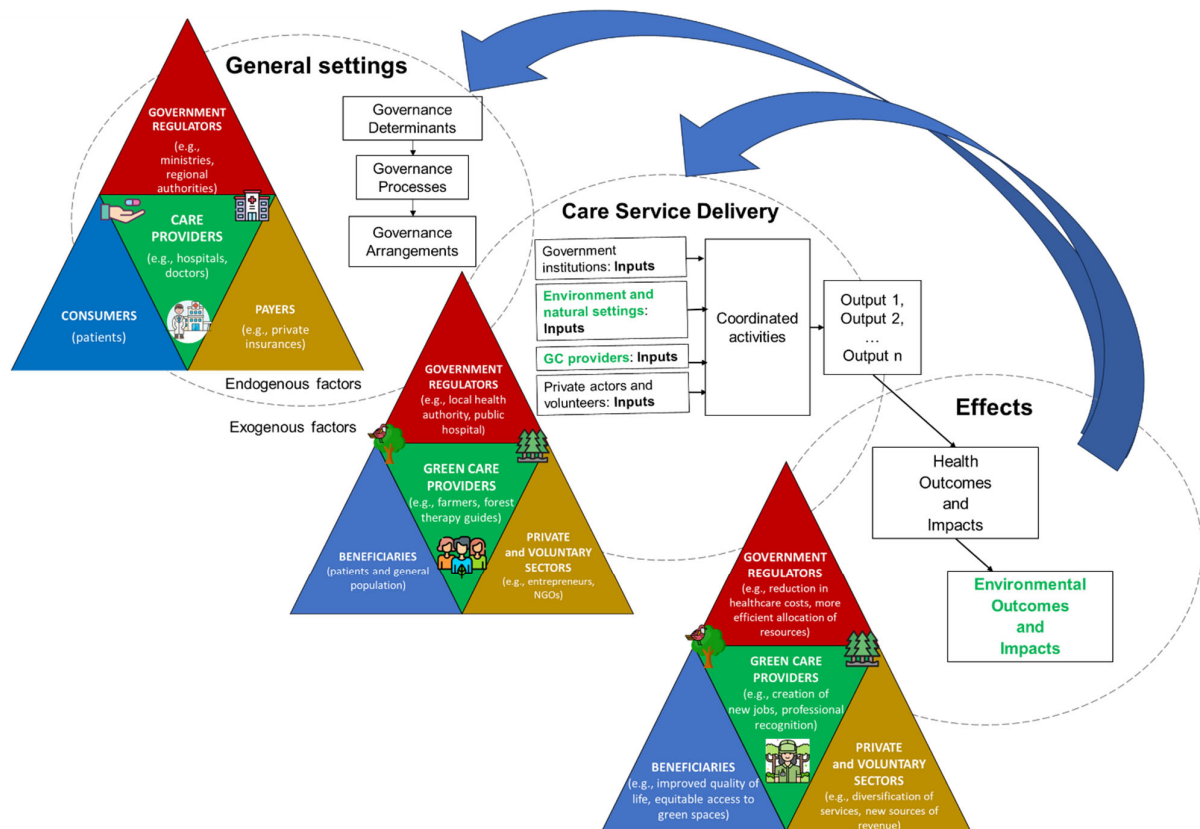 General settings
GOVERNMENT
REGULATORS
(e.g.,
ministries,
regional
authorities)
CARE
PROVIDERS
(e.g., hospitals,
doctors)
CONSUMERS
(patients)
PAYERS
(e.g., private
insurances)
Governance
Determinants
Governance
Processes
Governance
Arrangements
Endogenous factors
Exogenous factors
Care Service Delivery
Government
institutions: Inputs
Environment and
natural settings:
Inputs
GC providers: Inputs
Private actors and
volunteers: Inputs
Coordinated
activities
Output 1,
Output 2,
...
Output n
GOVERNMENT
REGULATORS
(e.g., local health
authority, public
hospital)
GREEN CARE
PROVIDERS
(e.g., farmers, forest
therapy guides)
BENEFICIARIES
(patients and general
population)
PRIVATE
and VOLUNTARY
SECTORS
(e.g., entrepreneurs,
NGOs)
Effects
Health
Outcomes
and
Impacts
Environmental
Outcomes
and
Impacts
GOVERNMENT
REGULATORS
(e.g., reduction in
healthcare costs, more
efficient allocation of
resources)
GREEN CARE
PROVIDERS
(e.g., creation of
new jobs, professional
recognition)
BENEFICIARIES
(e.g., improved quality of
life, equitable access to
green spaces)
PRIVATE
and VOLUNTARY
SECTORS
(e.g., diversification of
services, new sources of
revenue)